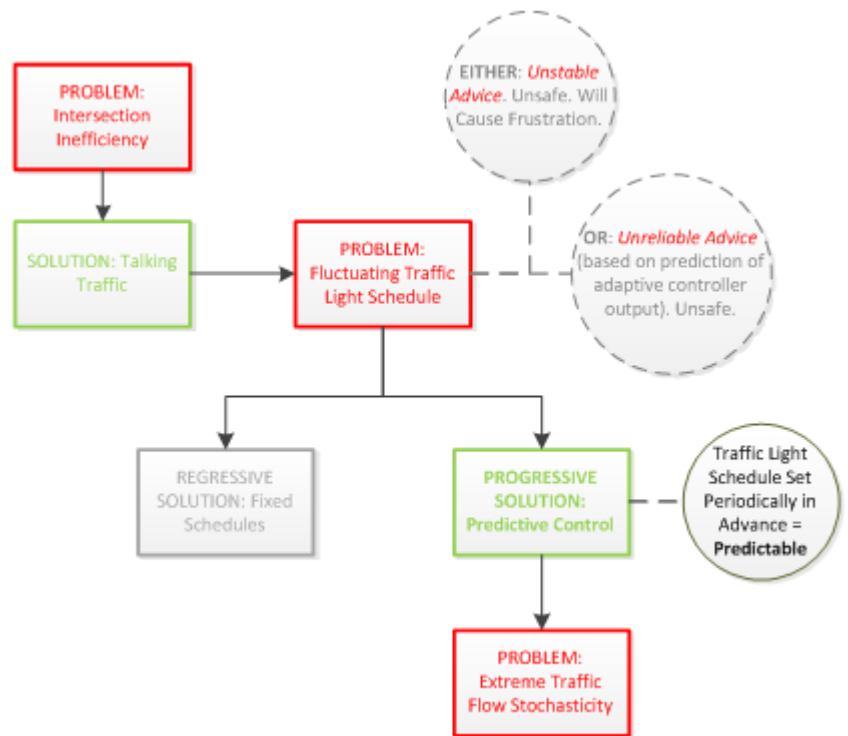 PROBLEM:
Intersection
Inefficiency
EITHER: Unstable
Advice. Unsafe. Will
Cause Frustration.
SOLUTION: Talking
Traffic
PROBLEM:
Fluctuating Traffic
Light Schedule
OR: Unreliable Advice
(based on prediction of
adaptive controller
output). Unsafe.
REGRESSIVE
SOLUTION: Fixed
Schedules
PROGRESSIVE
SOLUTION:
Predictive Control
Traffic Light
Schedule Set
Periodically in
Advance =
Predictable
PROBLEM:
Extreme Traffic
Flow Stochasticity